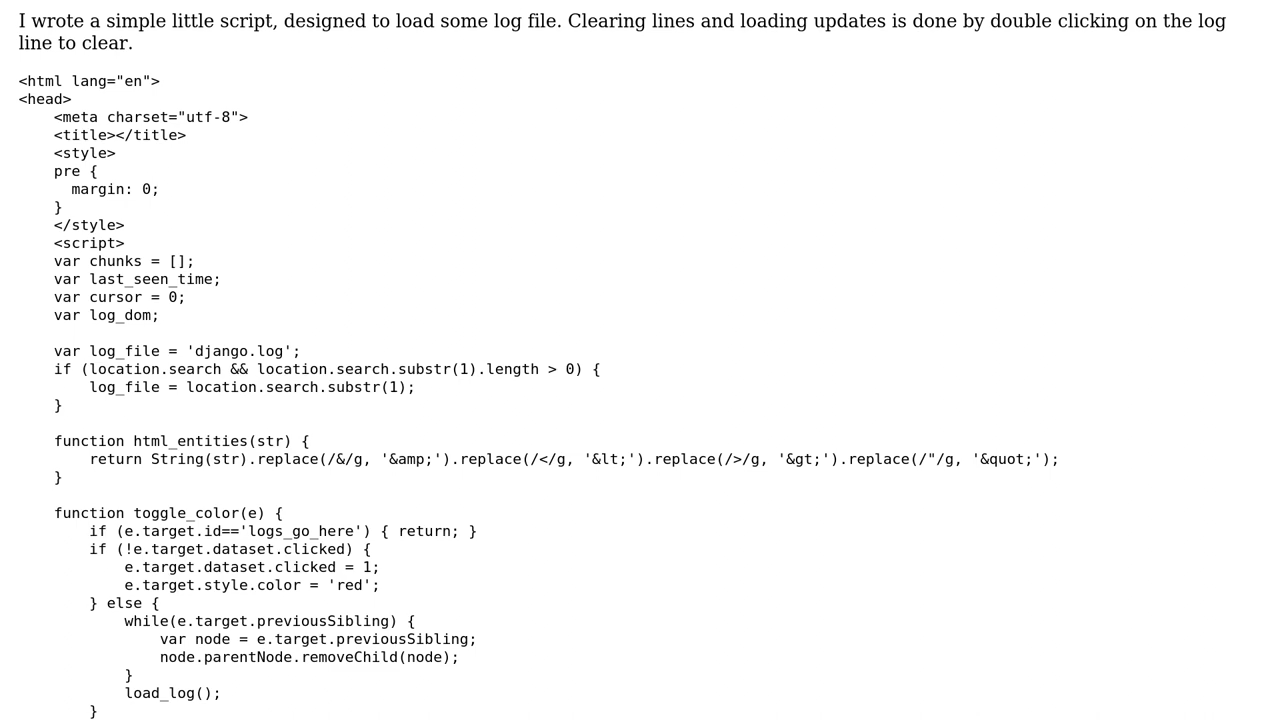 I wrote a simple little script, designed to load some log file. Clearing lines and loading updates is done by double clicking on the log
line to clear.
<html lang="en">
<head>
    <meta charset="utf-8">
    <title></title>
    <style>
    pre {
      margin: 0;
    }
    </style>
    <script>
    var chunks = [];
    var last_seen_time;
    var cursor = 0;
    var log_dom;

    var log_file = 'django.log';
    if (location.search && location.search.substr(1).length > 0) {
        log_file = location.search.substr(1);
    }

    function html_entities(str) {
        return String(str).replace(/&/g, '&amp;').replace(/</g, '&lt;').replace(/>/g, '&gt;').replace(/"/g, '&quot;');
    }

    function toggle_color(e) {
        if (e.target.id=='logs_go_here') { return; }
        if (!e.target.dataset.clicked) {
            e.target.dataset.clicked = 1;
            e.target.style.color = 'red';
        } else {
            while(e.target.previousSibling) {
                var node = e.target.previousSibling;
                node.parentNode.removeChild(node);
            }
            load_log();
        }